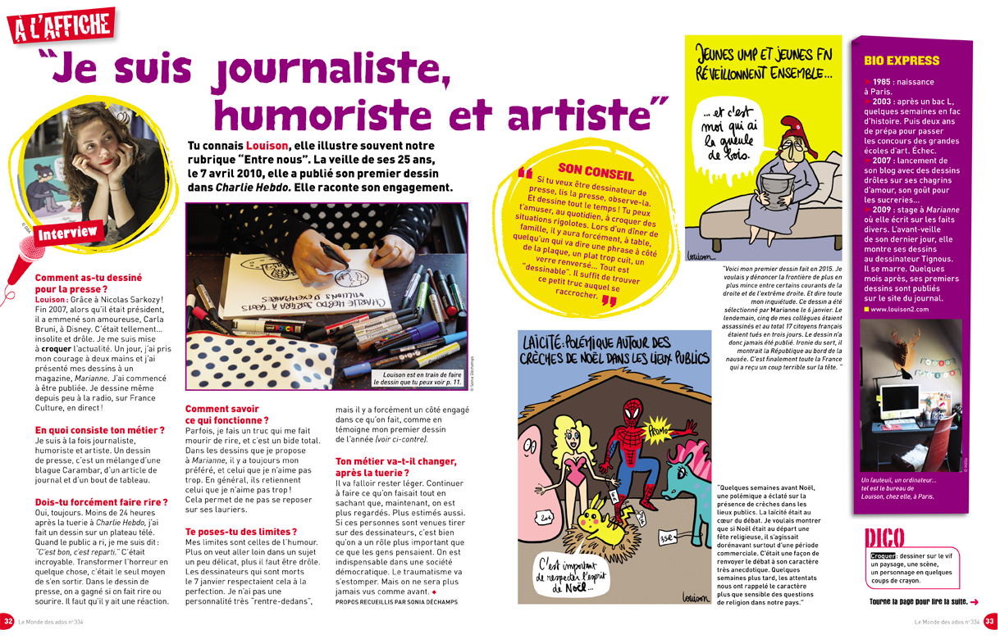 À L'AFFICHE
“Je suis journaliste,
humoriste et artiste”
Tu connais Louison, elle illustre souvent notre
rubrique “Entre nous”. La veille de ses 25 ans,
le 7 avril 2010, elle a publié son premier dessin
dans Charlie Hebdo. Elle raconte son engagement.
Interview
Comment as-tu dessiné
pour la presse ?
Louison : Grâce à Nicolas Sarkozy !
Fin 2007, alors qu'il était président,
il a emmené son amoureuse, Carla
Bruni, à Disney. C'était tellement…
insolite et drôle. Je me suis mise
à croquer l'actualité. Un jour, j'ai pris
mon courage à deux mains et j'ai
présenté mes dessins à un
magazine, Marianne. J'ai commencé
à être publiée. Je dessine même
depuis peu à la radio, sur France
Culture, en direct !
En quoi consiste ton métier ?
Je suis à la fois journaliste,
humoriste et artiste. Un dessin
de presse, c'est un mélange d'une
blague Carambar, d'un article de
journal et d'un bout de tableau.
Dois-tu forcément faire rire ?
Oui, toujours. Moins de 24 heures
après la tuerie à Charlie Hebdo, j'ai
fait un dessin sur un plateau télé.
Quand le public a ri, je me suis dit :
“C'est bon, c'est reparti.” C'était
incroyable. Transformer l'horreur en
quelque chose, c'était le seul moyen
de s'en sortir. Dans le dessin de
presse, on a gagné si on fait rire ou
sourire. Il faut qu'il y ait une réaction.
Louison est en train de faire
le dessin que tu peux voir p. 11.
© Sonia Déchamps
Comment savoir
ce qui fonctionne ?
Parfois, je fais un truc qui me fait
mourir de rire, et c'est un bide total.
Dans les dessins que je propose
à Marianne, il y a toujours mon
préféré, et celui que je n'aime pas
trop. En général, ils retiennent
celui que je n'aime pas trop !
Cela permet de ne pas se reposer
sur ses lauriers.
Te poses-tu des limites ?
Mes limites sont celles de l'humour.
Plus on veut aller loin dans un sujet
un peu délicat, plus il faut être drôle.
Les dessinateurs qui sont morts
le 7 janvier respectaient cela à la
perfection. Je n'ai pas une
personnalité très “rentre-dedans”,
mais il y a forcément un côté engagé
dans ce qu'on fait, comme en
témoigne mon premier dessin
de l'année (voir ci-contre).
Ton métier va-t-il changer,
après la tuerie ?
Il va falloir rester léger. Continuer
à faire ce qu'on faisait tout en
sachant que, maintenant, on est
plus regardés. Plus estimés aussi.
Si ces personnes sont venues tirer
sur des dessinateurs, c'est bien
qu'on a un rôle plus important que
ce que les gens pensaient. On est
indispensable dans une société
démocratique. Le traumatisme va
s'estomper. Mais on ne sera plus
jamais vus comme avant.
PROPOS RECUEILLIS PAR SONIA DÉCHAMPS
SON CONSEIL
Si tu veux être dessinateur de
presse, lis la presse, observe-la.
Et dessine tout le temps ! Tu peux
t'amuser, au quotidien, à croquer des
situations rigolotes. Lors d'un dîner de
famille, il y aura forcément, à table,
quelqu'un qui va dire une phrase à côté
de la plaque, un plat trop cuit, un
verre renversé… Tout est
“dessinable”. Il suffit de trouver
ce petit truc auquel se
raccrocher.
JEUNES UMP ET JEUNES FN
RÉVEILLONNENT ENSEMBLE...
... et c'est
moi qui ai
la gueule
de bois.
louison
“Voici mon premier dessin fait en 2015. Je
voulais y dénoncer la frontière de plus en
plus mince entre certains courants de la
droite et de l'extrême droite. Et dire toute
mon inquiétude. Ce dessin a été
sélectionné par Marianne le 6 janvier. Le
lendemain, cinq de mes collègues étaient
assassinés et au total 17 citoyens français
étaient tués en trois jours. Le dessin n'a
donc jamais été publié. Ironie du sort, il
montrait la République au bord de la
nausée. C'est finalement toute la France
qui a reçu un coup terrible sur la tête. ”
LAÏCITÉ: POLÉMIQUE AUTOUR DES
CRÈCHES DE NOËL DANS LES LIEUX PUBLICS
PROMO
20€
35€
C'est important
de respecter l'esprit
de Noël...
louison
“Quelques semaines avant Noël,
une polémique a éclaté sur la
présence de crèches dans les
lieux publics. La laïcité était au
cœur du débat. Je voulais montrer
que si Noël était au départ une
fête religieuse, il s'agissait
dorénavant surtout d'une période
commerciale. C'était une façon de
renvoyer le débat à son caractère
très anecdotique. Quelques
semaines plus tard, les attentats
nous ont rappelé le caractère
plus que sensible des questions
de religion dans notre pays.”
BIO EXPRESS
1985 : naissance
à Paris.
2003 : après un bac L,
quelques semaines en fac
d'histoire. Puis deux ans
de prépa pour passer
les concours des grandes
écoles d'art. Échec.
2007 : lancement de
son blog avec des dessins
drôles sur ses chagrins
d'amour, son goût pour
les sucreries…
2009 : stage à Marianne
où elle écrit sur les faits
divers. L'avant-veille
de son dernier jour, elle
montre ses dessins
au dessinateur Tignous.
Il se marre. Quelques
mois après, ses premiers
dessins sont publiés
sur le site du journal.
www.louison2.com
Un fauteuil, un ordinateur…
tel est le bureau de
Louison, chez elle, à Paris.
DICO
Croquer : dessiner sur le vif
un paysage, une scène,
un personnage en quelques
coups de crayon.
Tourne la page pour lire la suite.
32 Le Monde des ados n°334
Le Monde des ados n°334 33